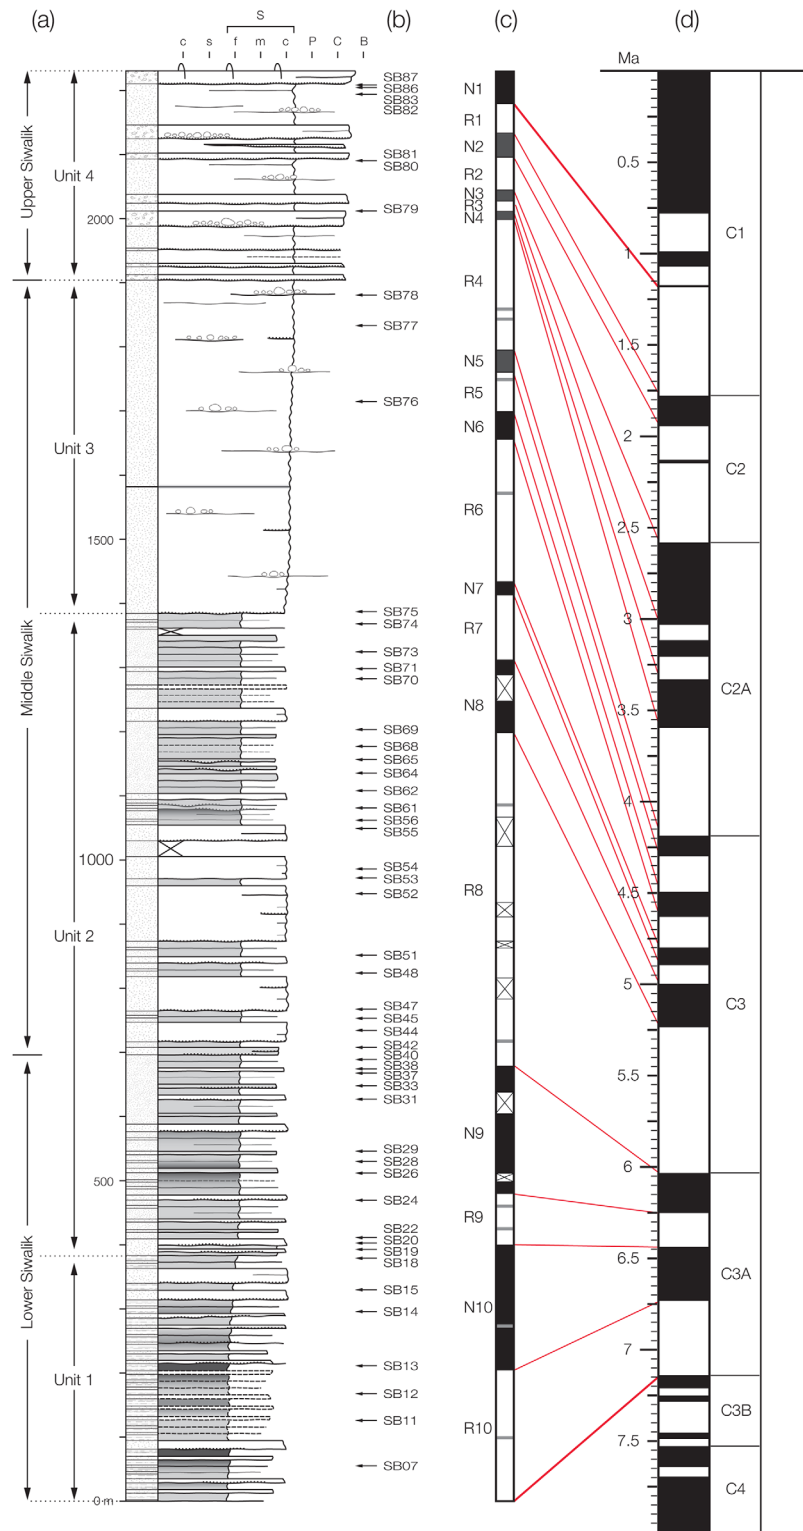 (a) (b) (c) (d)
S
c s f m c P C B
Ma
Upper Siwalik
Middle Siwalik
Lower Siwalik
Unit 4
Unit 3
Unit 2
Unit 1
2000
1500
1000
500
0 m
SB87
SB86
SB83
SB82
SB81
SB80
SB79
SB78
SB77
SB76
SB75
SB74
SB73
SB71
SB70
SB69
SB68
SB65
SB64
SB62
SB61
SB56
SB55
SB54
SB53
SB52
SB51
SB48
SB47
SB45
SB44
SB42
SB40
SB38
SB37
SB33
SB31
SB29
SB28
SB26
SB24
SB22
SB20
SB19
SB18
SB15
SB14
SB13
SB12
SB11
SB07
N1
R1
N2
R2
N3
R3
N4
R4
N5
R5
N6
R6
N7
R7
N8
R8
N9
R9
N10
R10
0.5
1
1.5
2
2.5
3
3.5
4
4.5
5
5.5
6
6.5
7
7.5
C1
C2
C2A
C3
C3A
C3B
C4